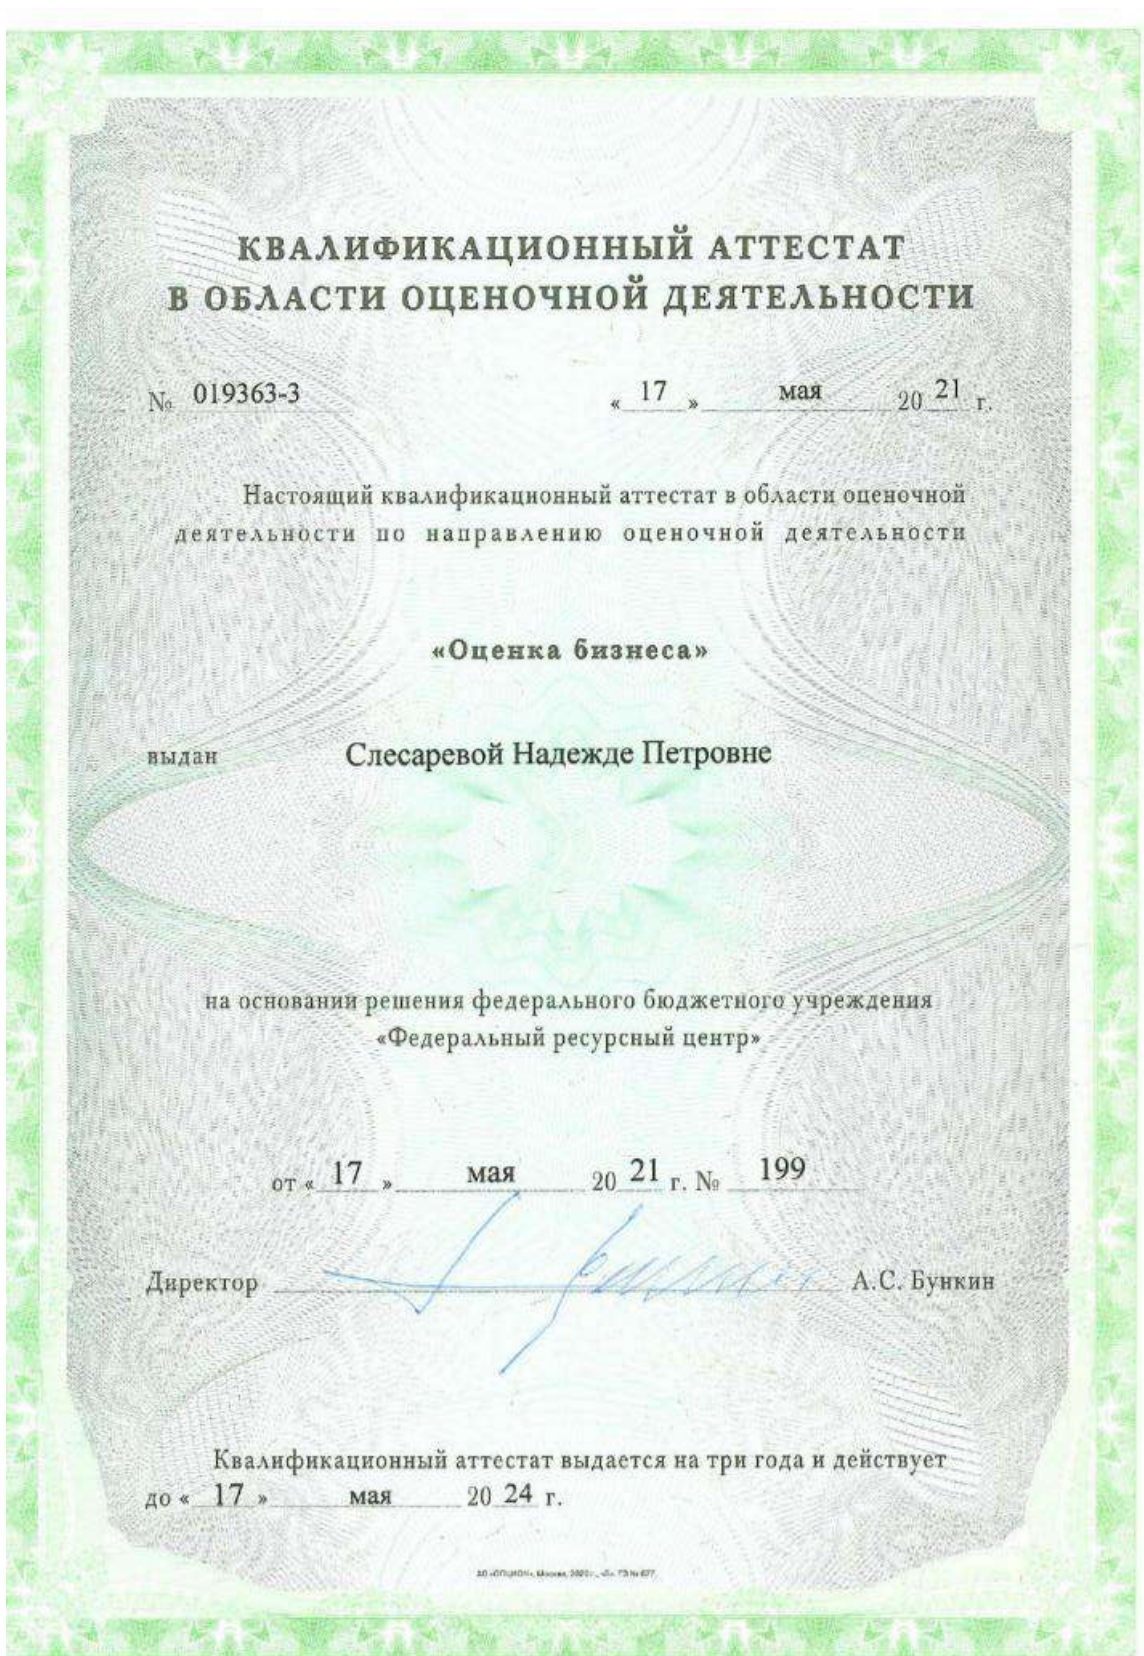 КВАЛИФИКАЦИОННЫЙ АТТЕСТАТ
В ОБЛАСТИ ОЦЕНОЧНОЙ ДЕЯТЕЛЬНОСТИ
№ 019363-3 « 17 » мая 20 21 г.
Настоящий квалификационный аттестат в области оценочной
деятельности по направлению оценочной деятельности
«Оценка бизнеса»
выдан Слесаревой Надежде Петровне
на основании решения федерального бюджетного учреждения
«Федеральный ресурсный центр»
от « 17 » мая 20 21 г. № 199
Директор А.С. Бункин
Квалификационный аттестат выдается на три года и действует
до « 17 » мая 20 24 г.
АО «ОПЦИОН», Москва,